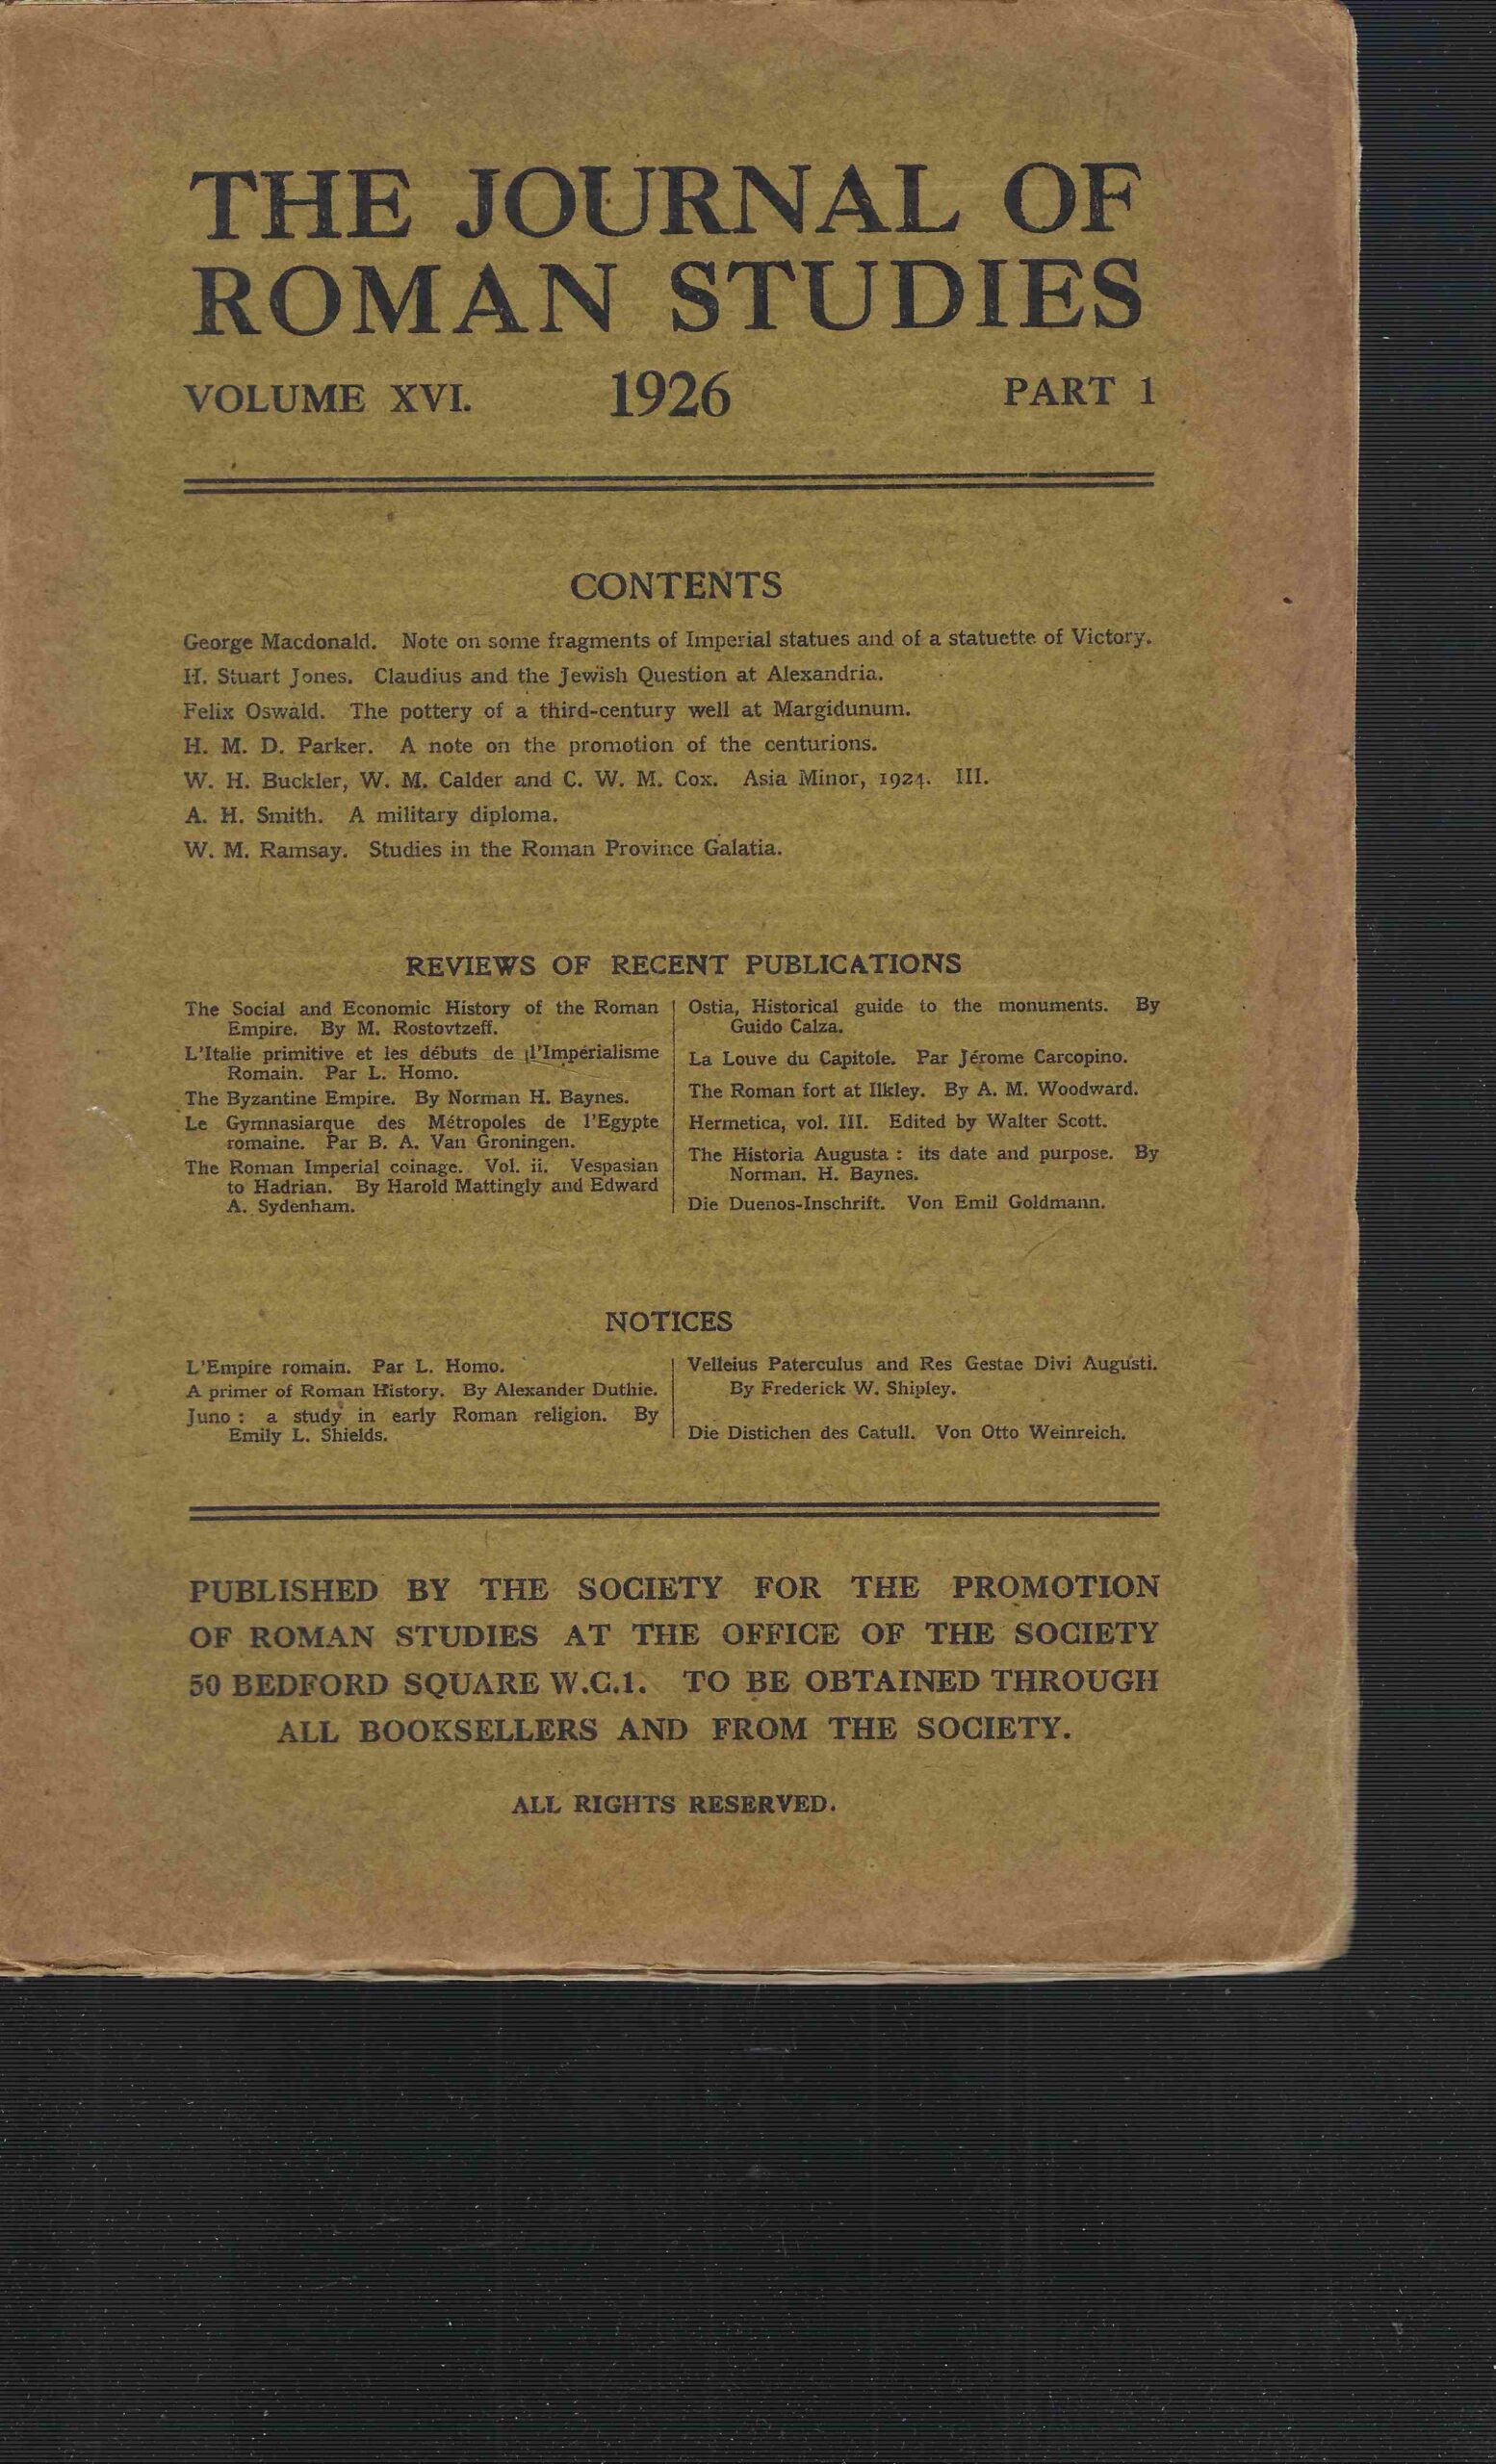 THE JOURNAL OF
ROMAN STUDIES
VOLUME XVI. 1926 PART 1
CONTENTS
George Macdonald. Note on some fragments of Imperial statues and of a statuette of Victory.
H. Stuart Jones. Claudius and the Jewish Question at Alexandria.
Felix Oswald. The pottery of a third-century well at Margidunum.
H. M. D. Parker. A note on the promotion of the centurions.
W. H. Buckler, W. M. Calder and C. W. M. Cox. Asia Minor, 1924. III.
A. H. Smith. A military diploma.
W. M. Ramsay. Studies in the Roman Province Galatia.
REVIEWS OF RECENT PUBLICATIONS
The Social and Economic History of the Roman
Empire. By M. Rostovtzeff.
L'Italie primitive et les débuts de l'Impérialisme
Romain. Par L. Homo.
The Byzantine Empire. By Norman H. Baynes.
Le Gymnasiarque des Métropoles de l'Egypte
romaine. Par B. A. Van Groningen.
The Roman Imperial coinage. Vol. ii. Vespasian
to Hadrian. By Harold Mattingly and Edward
A. Sydenham.
Ostia, Historical guide to the monuments. By
Guido Calza.
La Louve du Capitole. Par Jérome Carcopino.
The Roman fort at Ilkley. By A. M. Woodward.
Hermetica, vol. III. Edited by Walter Scott.
The Historia Augusta : its date and purpose. By
Norman. H. Baynes.
Die Duenos-Inschrift. Von Emil Goldmann.
NOTICES
L'Empire romain. Par L. Homo.
A primer of Roman History. By Alexander Duthie.
Juno : a study in early Roman religion. By
Emily L. Shields.
Velleius Paterculus and Res Gestae Divi Augusti.
By Frederick W. Shipley.
Die Distichen des Catull. Von Otto Weinreich.
PUBLISHED BY THE SOCIETY FOR THE PROMOTION
OF ROMAN STUDIES AT THE OFFICE OF THE SOCIETY
50 BEDFORD SQUARE W.C.1. TO BE OBTAINED THROUGH
ALL BOOKSELLERS AND FROM THE SOCIETY.
ALL RIGHTS RESERVED.